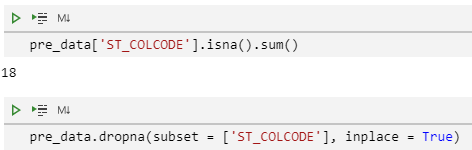 M↓
pre_data['ST_COLCODE'].isna().sum()
18
M↓
pre_data.dropna(subset = ['ST_COLCODE'], inplace = True)